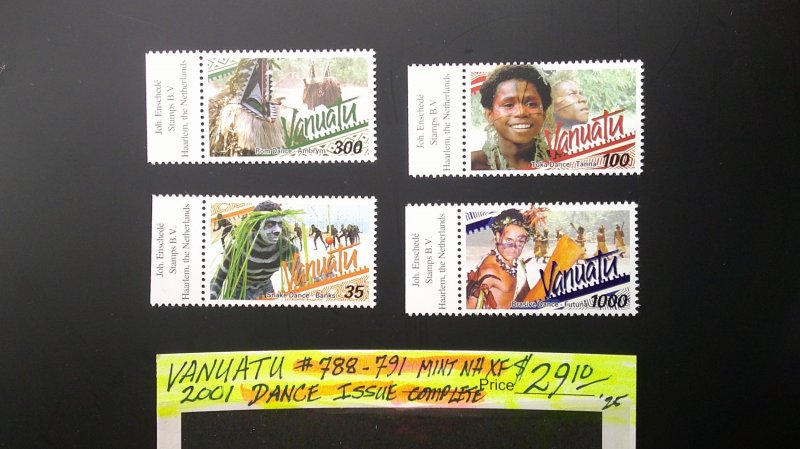 Joh. Enschedé
Stamps B.V.
Haarlem, the Netherlands
Vanuatu
Rom Dance - Ambrym 300
Joh. Enschedé
Stamps B.V.
Haarlem, the Netherlands
Vanuatu
Toka Dance - Tanna 100
Joh. Enschedé
Stamps B.V.
Haarlem, the Netherlands
Vanuatu
Snake Dance - Banks 35
Joh. Enschedé
Stamps B.V.
Haarlem, the Netherlands
Vanuatu
Brasive Dance - Futuna 1000
VANUATU #788-791 MINT NH XF $29.10
2001 DANCE ISSUE COMPLETE Price '25